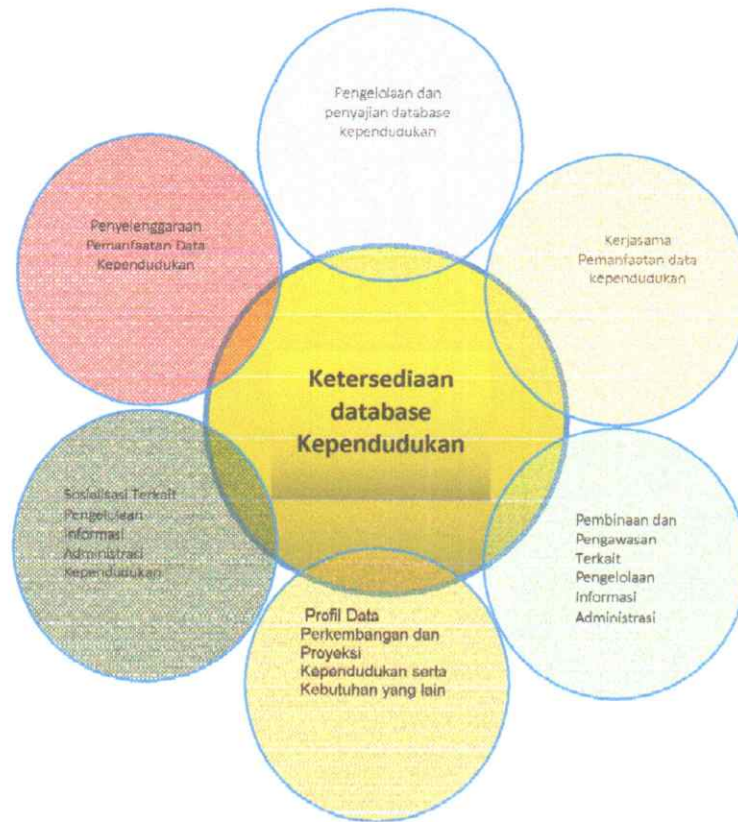 Pengelolaan dan
penyajian database
kependudukan
Penyelenggaraan
Pemanfaatan Data
Kependudukan
Kerjasama
Pemanfaatan data
kependudukan
Ketersediaan
database
Kependudukan
Sosialisasi Terkait
Pengelolaan
Informasi
Administrasi
Kependudukan
Pembinaan dan
Pengawasan
Terkait
Pengelolaan
Informasi
Administrasi
Profil Data
Perkembangan dan
Proyeksi
Kependudukan serta
Kebutuhan yang lain